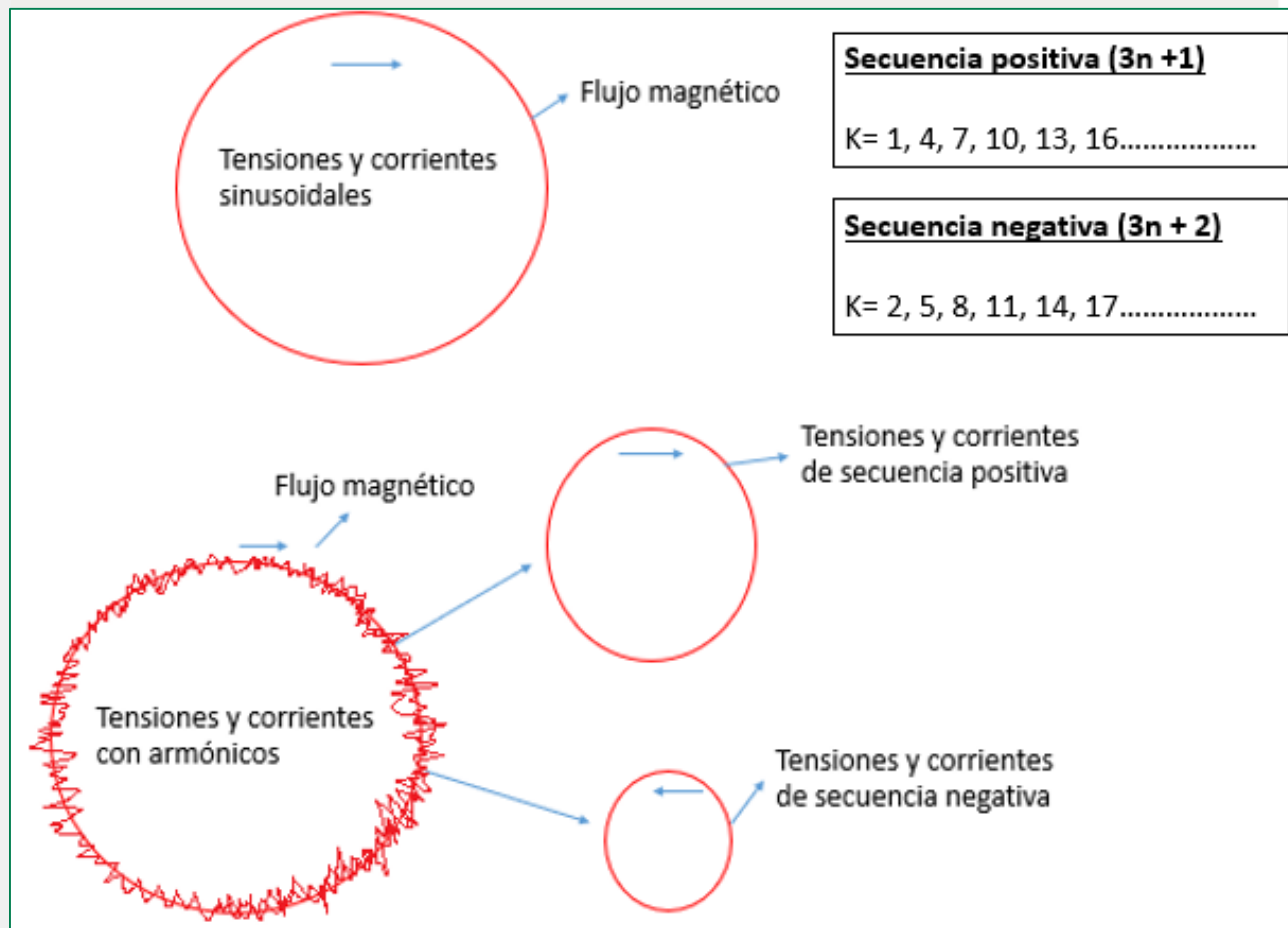 Flujo magnético
Tensiones y corrientes
sinusoidales
Secuencia positiva (3n +1)
K= 1, 4, 7, 10, 13, 16………………
Secuencia negativa (3n + 2)
K= 2, 5, 8, 11, 14, 17………………
Tensiones y corrientes
de secuencia positiva
Flujo magnético
Tensiones y corrientes
con armónicos
Tensiones y corrientes
de secuencia negativa